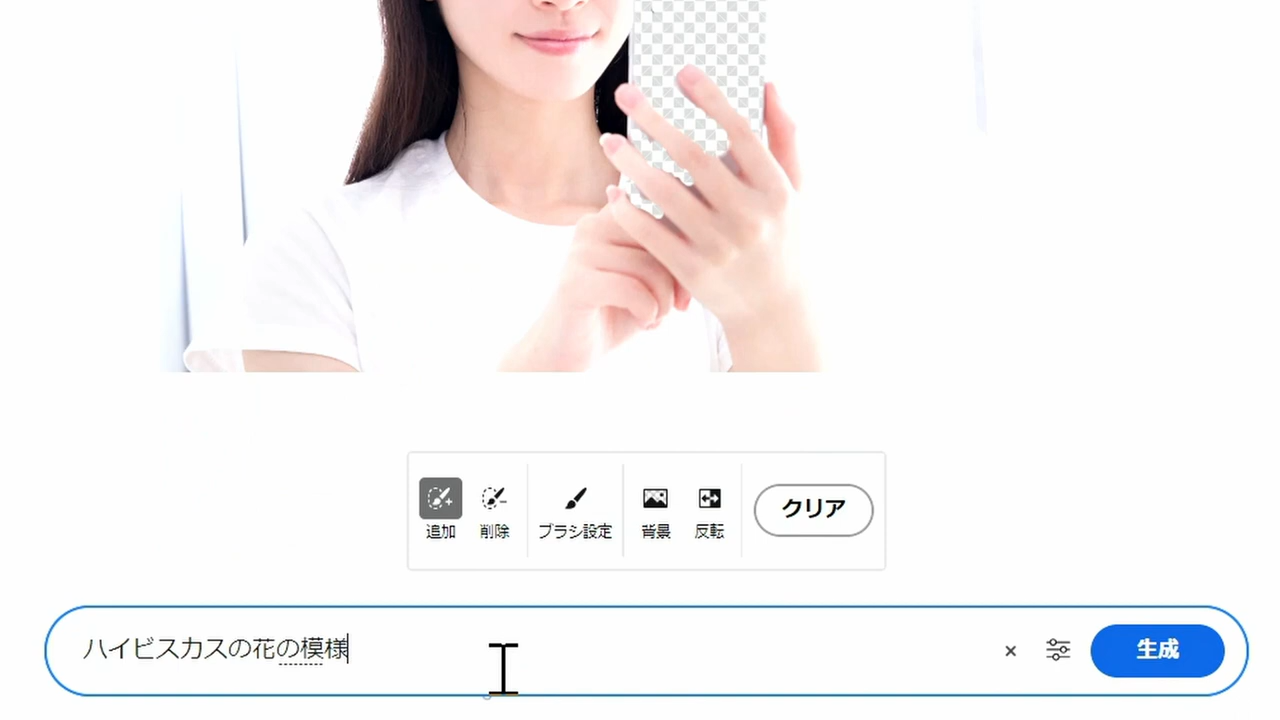 追加 削除 ブラシ設定 背景 反転 クリア
ハイビスカスの花の模様 × 生成